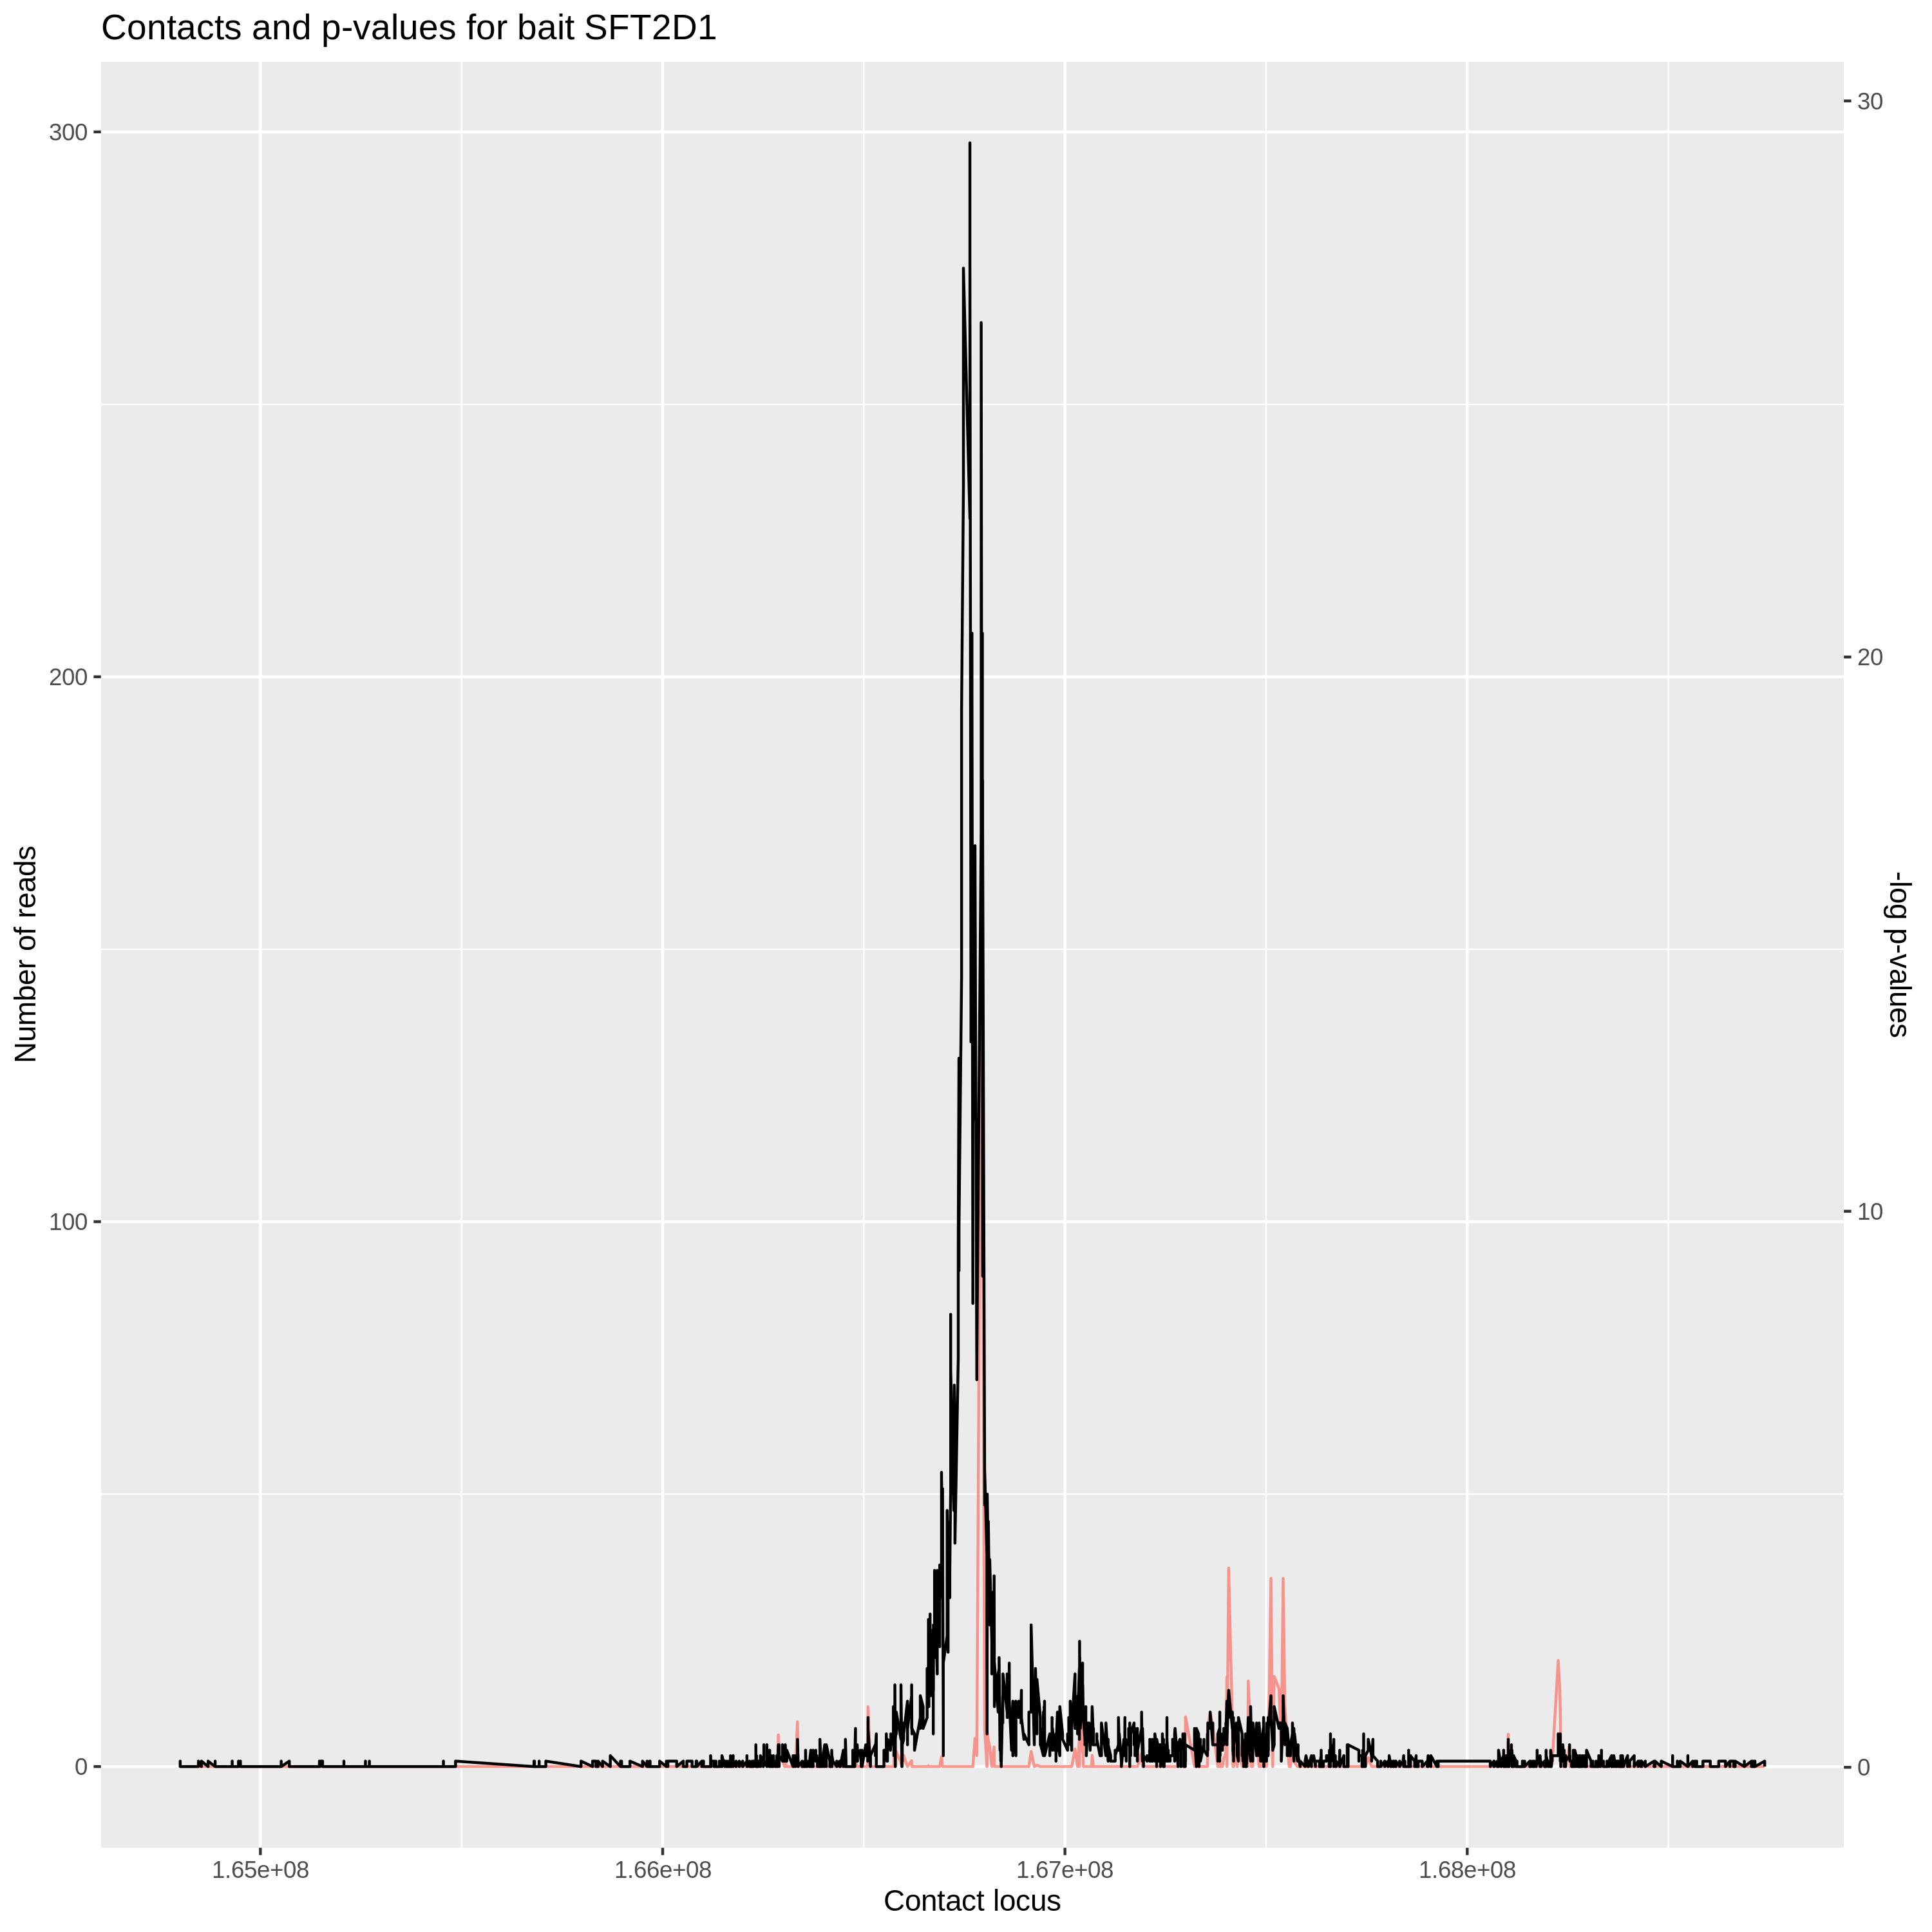 Contacts and p-values for bait SFT2D1
300
200
100
0
Number of reads
30
20
10
0
-log p-values
1.65e+08
1.66e+08
1.67e+08
1.68e+08
Contact locus